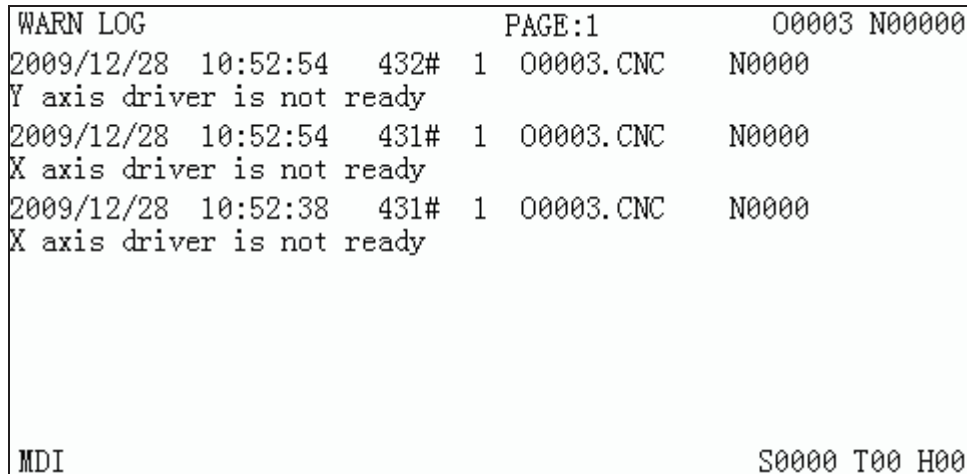 WARN LOG PAGE:1 O0003 N00000
2009/12/28 10:52:54 432# 1 O0003.CNC N0000
Y axis driver is not ready
2009/12/28 10:52:54 431# 1 O0003.CNC N0000
X axis driver is not ready
2009/12/28 10:52:38 431# 1 O0003.CNC N0000
X axis driver is not ready
MDI S0000 T00 H00